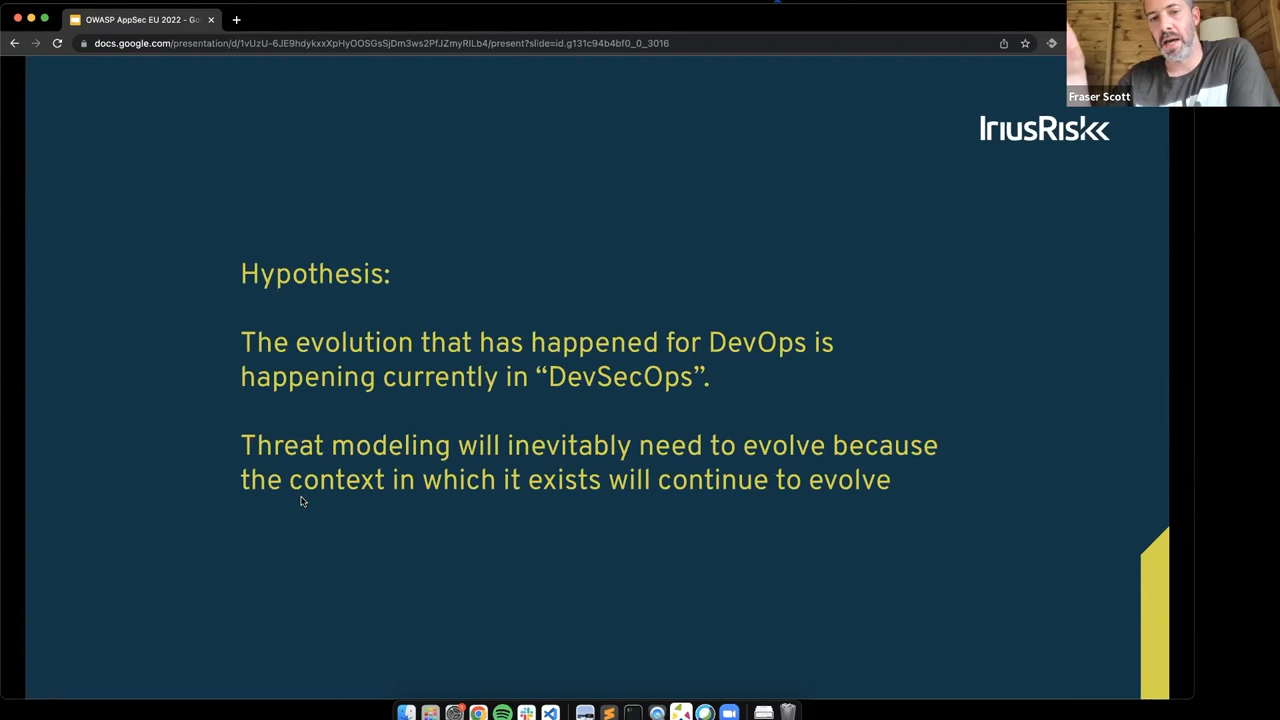 OWASP AppSec EU 2022 - Go
docs.google.com/presentation/d/1vUzU-6JE9hdykxxXpHyOOSGsSjDm3ws2PfJZmyRILb4/present?slide=id.g131c94b4bf0_0_3016
Fraser Scott
IriusRisk
Hypothesis:
The evolution that has happened for DevOps is
happening currently in “DevSecOps”.
Threat modeling will inevitably need to evolve because
the context in which it exists will continue to evolve